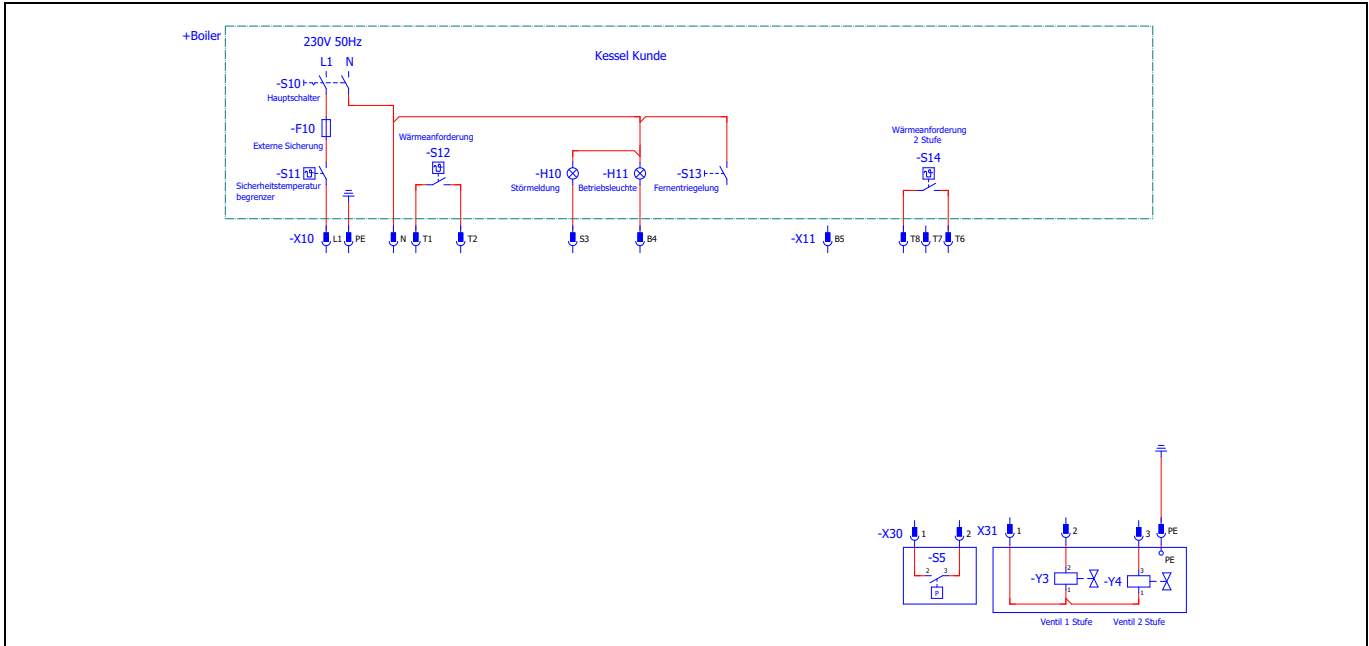 +Boiler
230V 50Hz
Kessel Kunde
L1 N
-S10
Hauptschalter
-F10
Externe Sicherung
Wärmeanforderung
-S12
Wärmeanforderung
2 Stufe
-S14
-S11
Sicherheitstemperatur
begrenzer
-H10
Störmeldung
-H11
Betriebsleuchte
-S13
Fernentriegelung
-X10 L1 PE N T1 T2 S3 B4
-X11 B5 T8 T7 T6
-X30 1 2
X31 1 2 3 PE
PE
-S5
2 3
P
-Y3
2
1
-Y4
3
1
Ventil 1 Stufe
Ventil 2 Stufe